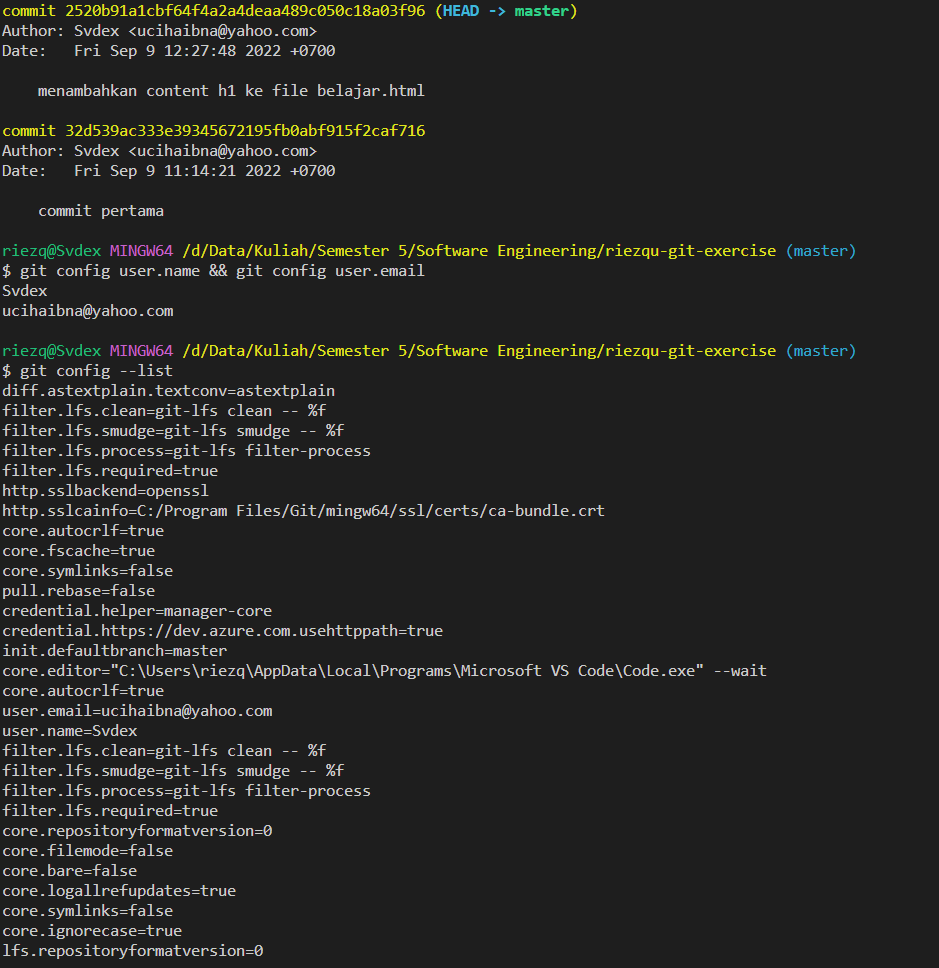 commit 2520b91a1cbf64f4a2a4deaa489c050c18a03f96 (HEAD -> master)
Author: Svdex <ucihaibna@yahoo.com>
Date:   Fri Sep 9 12:27:48 2022 +0700
    menambahkan content h1 ke file belajar.html
commit 32d539ac333e39345672195fb0abf915f2caf716
Author: Svdex <ucihaibna@yahoo.com>
Date:   Fri Sep 9 11:14:21 2022 +0700
    commit pertama
riezq@Svdex MINGW64 /d/Data/Kuliah/Semester 5/Software Engineering/riezqu-git-exercise (master)
$ git config user.name && git config user.email
Svdex
ucihaibna@yahoo.com
riezq@Svdex MINGW64 /d/Data/Kuliah/Semester 5/Software Engineering/riezqu-git-exercise (master)
$ git config --list
diff.astextplain.textconv=astextplain
filter.lfs.clean=git-lfs clean -- %f
filter.lfs.smudge=git-lfs smudge -- %f
filter.lfs.process=git-lfs filter-process
filter.lfs.required=true
http.sslbackend=openssl
http.sslcainfo=C:/Program Files/Git/mingw64/ssl/certs/ca-bundle.crt
core.autocrlf=true
core.fscache=true
core.symlinks=false
pull.rebase=false
credential.helper=manager-core
credential.https://dev.azure.com.usehttppath=true
init.defaultbranch=master
core.editor="C:\Users\riezq\AppData\Local\Programs\Microsoft VS Code\Code.exe" --wait
core.autocrlf=true
user.email=ucihaibna@yahoo.com
user.name=Svdex
filter.lfs.clean=git-lfs clean -- %f
filter.lfs.smudge=git-lfs smudge -- %f
filter.lfs.process=git-lfs filter-process
filter.lfs.required=true
core.repositoryformatversion=0
core.filemode=false
core.bare=false
core.logallrefupdates=true
core.symlinks=false
core.ignorecase=true
lfs.repositoryformatversion=0